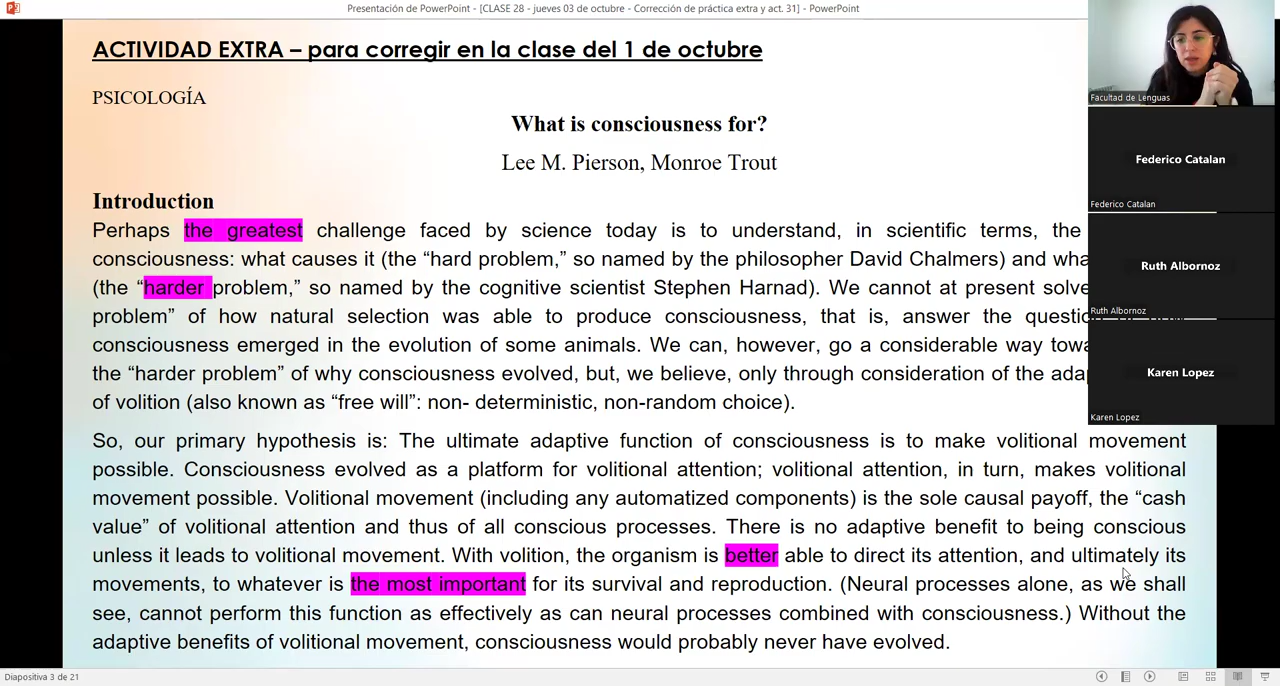 Presentación de PowerPoint - [CLASE 28 - jueves 03 de octubre - Corrección de práctica extra y act. 31] - PowerPoint
ACTIVIDAD EXTRA – para corregir en la clase del 1 de octubre
PSICOLOGÍA
What is consciousness for?
Lee M. Pierson, Monroe Trout
Introduction
Perhaps the greatest challenge faced by science today is to understand, in scientific terms, the
consciousness: what causes it (the “hard problem,” so named by the philosopher David Chalmers) and
(the “harder problem,” so named by the cognitive scientist Stephen Harnad). We cannot at present solve
problem” of how natural selection was able to produce consciousness, that is, answer the
consciousness emerged in the evolution of some animals. We can, however, go a considerable way
the “harder problem” of why consciousness evolved, but, we believe, only through consideration of the
of volition (also known as “free will”: non- deterministic, non-random choice).
So, our primary hypothesis is: The ultimate adaptive function of consciousness is to make volitional movement
possible. Consciousness evolved as a platform for volitional attention; volitional attention, in turn, makes volitional
movement possible. Volitional movement (including any automatized components) is the sole causal payoff, the “cash
value” of volitional attention and thus of all conscious processes. There is no adaptive benefit to being conscious
unless it leads to volitional movement. With volition, the organism is better able to direct its attention, and ultimately its
movements, to whatever is the most important for its survival and reproduction. (Neural processes alone, as we shall
see, cannot perform this function as effectively as can neural processes combined with consciousness.) Without the
adaptive benefits of volitional movement, consciousness would probably never have evolved.
Facultad de Lenguas
Federico Catalan
Federico Catalan
Ruth Albornoz
Ruth Albornoz
Karen Lopez
Karen Lopez
Diapositiva 3 de 21